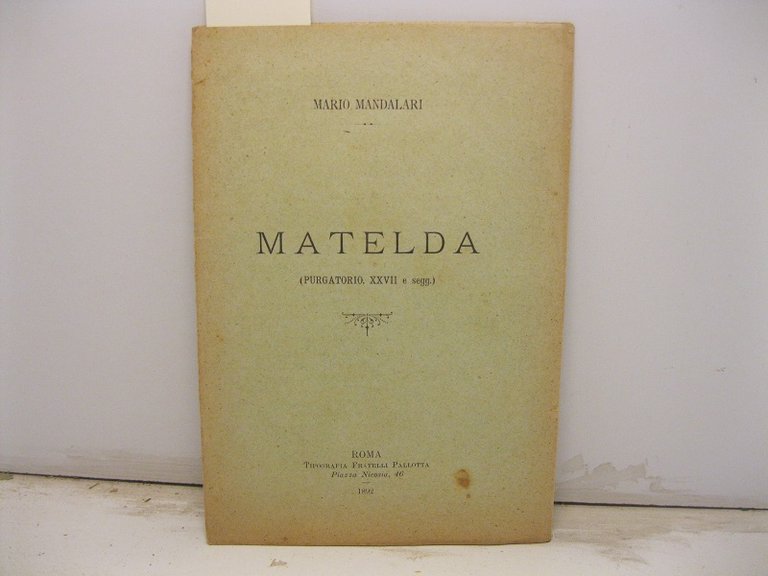 MARIO MANDALARI
MATELDA
(PURGATORIO. XXVII e segg.)
ROMA
TIPOGRAFIA FRATELLI PALLOTTA
Piazza Nicosia, 46
1892